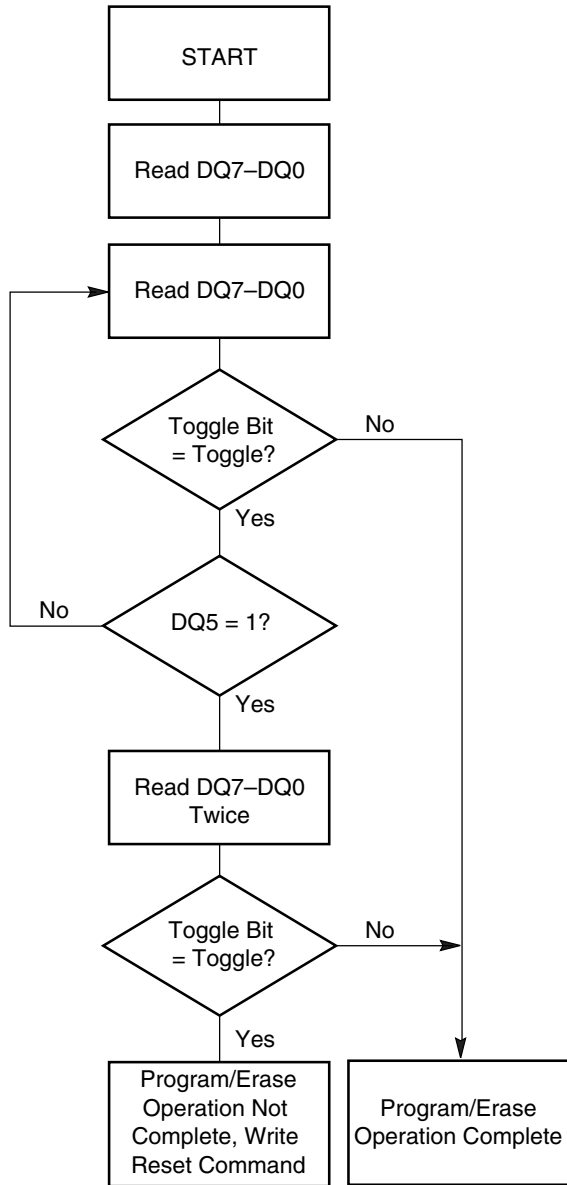 START
Read DQ7–DQ0
Read DQ7–DQ0
Toggle Bit
= Toggle?
No
Yes
No
DQ5 = 1?
Yes
Read DQ7–DQ0
Twice
Toggle Bit
= Toggle?
No
Yes
Program/Erase
Operation Not
Complete, Write
Reset Command
Program/Erase
Operation Complete